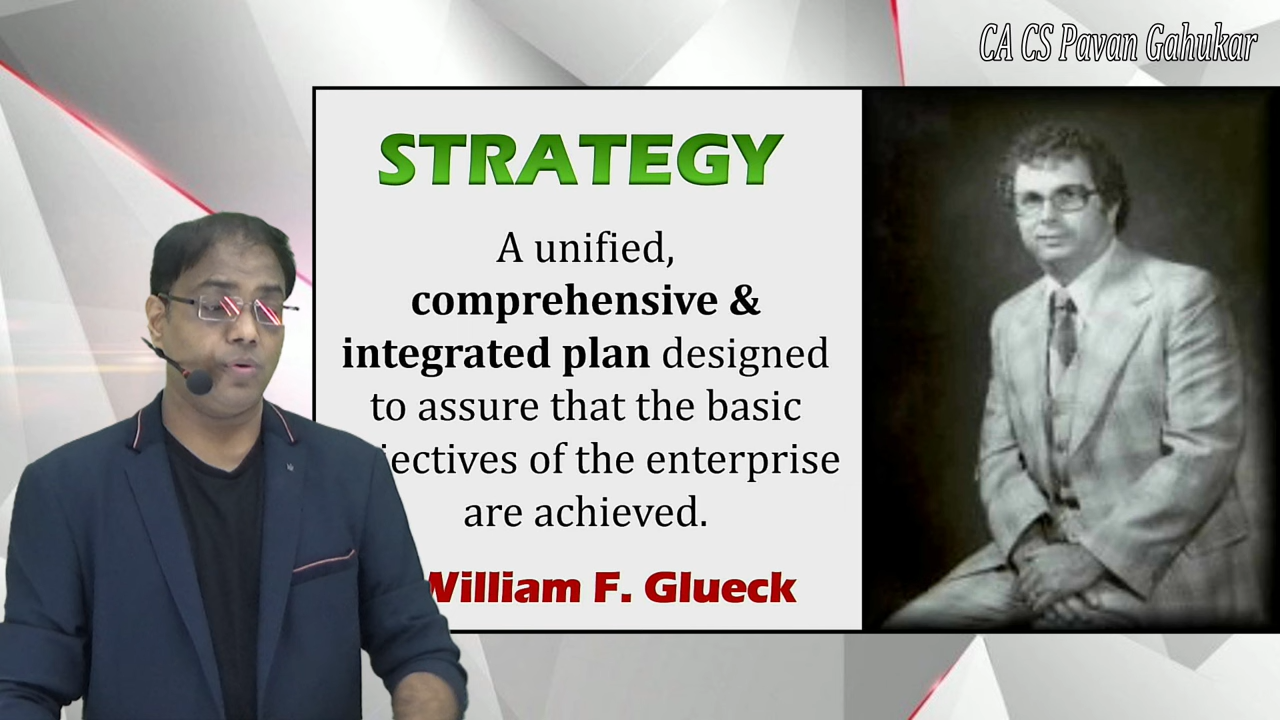 CA CS Pavan Gahukar
STRATEGY
A unified,
comprehensive &
integrated plan designed
to assure that the basic
of the enterprise
are achieved.
William F. Glueck